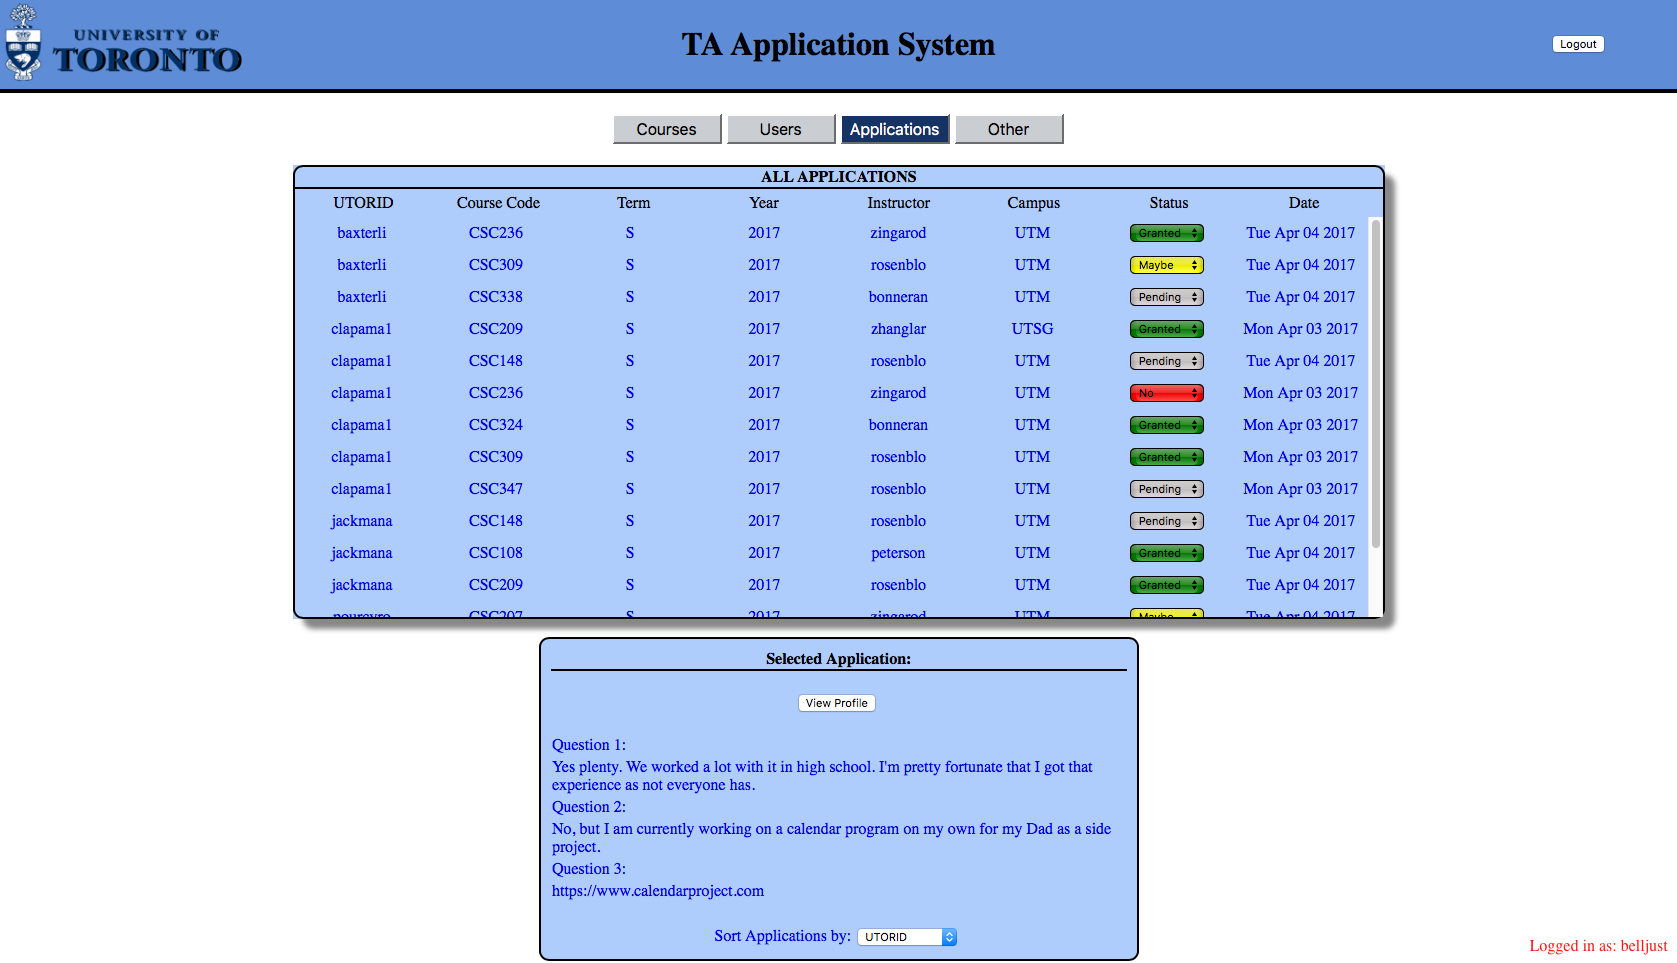 UNIVERSITY OF
TORONTO
TA Application System
Logout
Courses Users Applications Other
ALL APPLICATIONS
UTORID Course Code Term Year Instructor Campus Status Date
baxterli CSC236 S 2017 zingarod UTM Granted Tue Apr 04 2017
baxterli CSC309 S 2017 rosenblo UTM Maybe Tue Apr 04 2017
baxterli CSC338 S 2017 bonneran UTM Pending Tue Apr 04 2017
clapama1 CSC209 S 2017 zhanglar UTSG Granted Mon Apr 03 2017
clapama1 CSC148 S 2017 rosenblo UTM Pending Tue Apr 04 2017
clapama1 CSC236 S 2017 zingarod UTM No Mon Apr 03 2017
clapama1 CSC324 S 2017 bonneran UTM Granted Mon Apr 03 2017
clapama1 CSC309 S 2017 rosenblo UTM Granted Mon Apr 03 2017
clapama1 CSC347 S 2017 rosenblo UTM Pending Mon Apr 03 2017
jackmana CSC148 S 2017 rosenblo UTM Pending Tue Apr 04 2017
jackmana CSC108 S 2017 peterson UTM Granted Tue Apr 04 2017
jackmana CSC209 S 2017 rosenblo UTM Granted Tue Apr 04 2017
CSC207 S 2017 zingarod UTM Maybe Tue Apr 04 2017
Selected Application:
View Profile
Question 1:
Yes plenty. We worked a lot with it in high school. I'm pretty fortunate that I got that
experience as not everyone has.
Question 2:
No, but I am currently working on a calendar program on my own for my Dad as a side
project.
Question 3:
https://www.calendarproject.com
Sort Applications by: UTORID
Logged in as: belljust